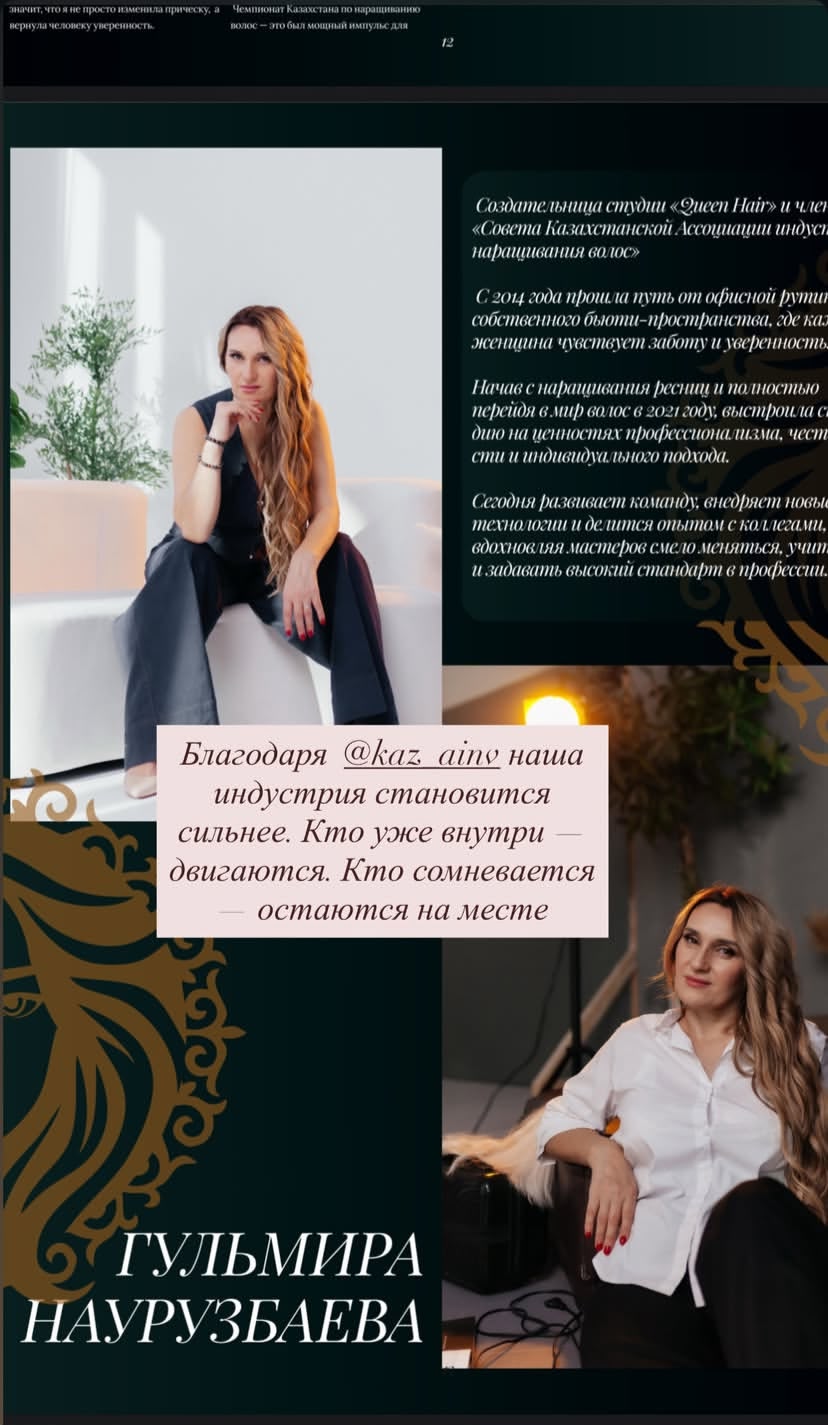 значит, что я не просто изменила прическу, а
вернула человеку уверенность.
Чемпионат Казахстана по наращиванию
волос — это был мощный импульс для
12
Создательница студии «Queen Hair» и член
«Совета Казахстанской Ассоциации индуст
наращивания волос»
С 2014 года прошла путь от офисной рутин
собственного бьюти-пространства, где каж
женщина чувствует заботу и уверенность.
Начав с наращивания ресниц и полностью
перейдя в мир волос в 2021 году, выстроила ст
дию на ценностях профессионализма, чест
сти и индивидуального подхода.
Сегодня развивает команду, внедряет новые
технологии и делится опытом с коллегами,
вдохновляя мастеров смело меняться, учит
и задавать высокий стандарт в профессии.
Благодаря @kaz_ainv наша
индустрия становится
сильнее. Кто уже внутри —
двигаются. Кто сомневается
— остаются на месте
ГУЛЬМИРА
НАУРУЗБАЕВА